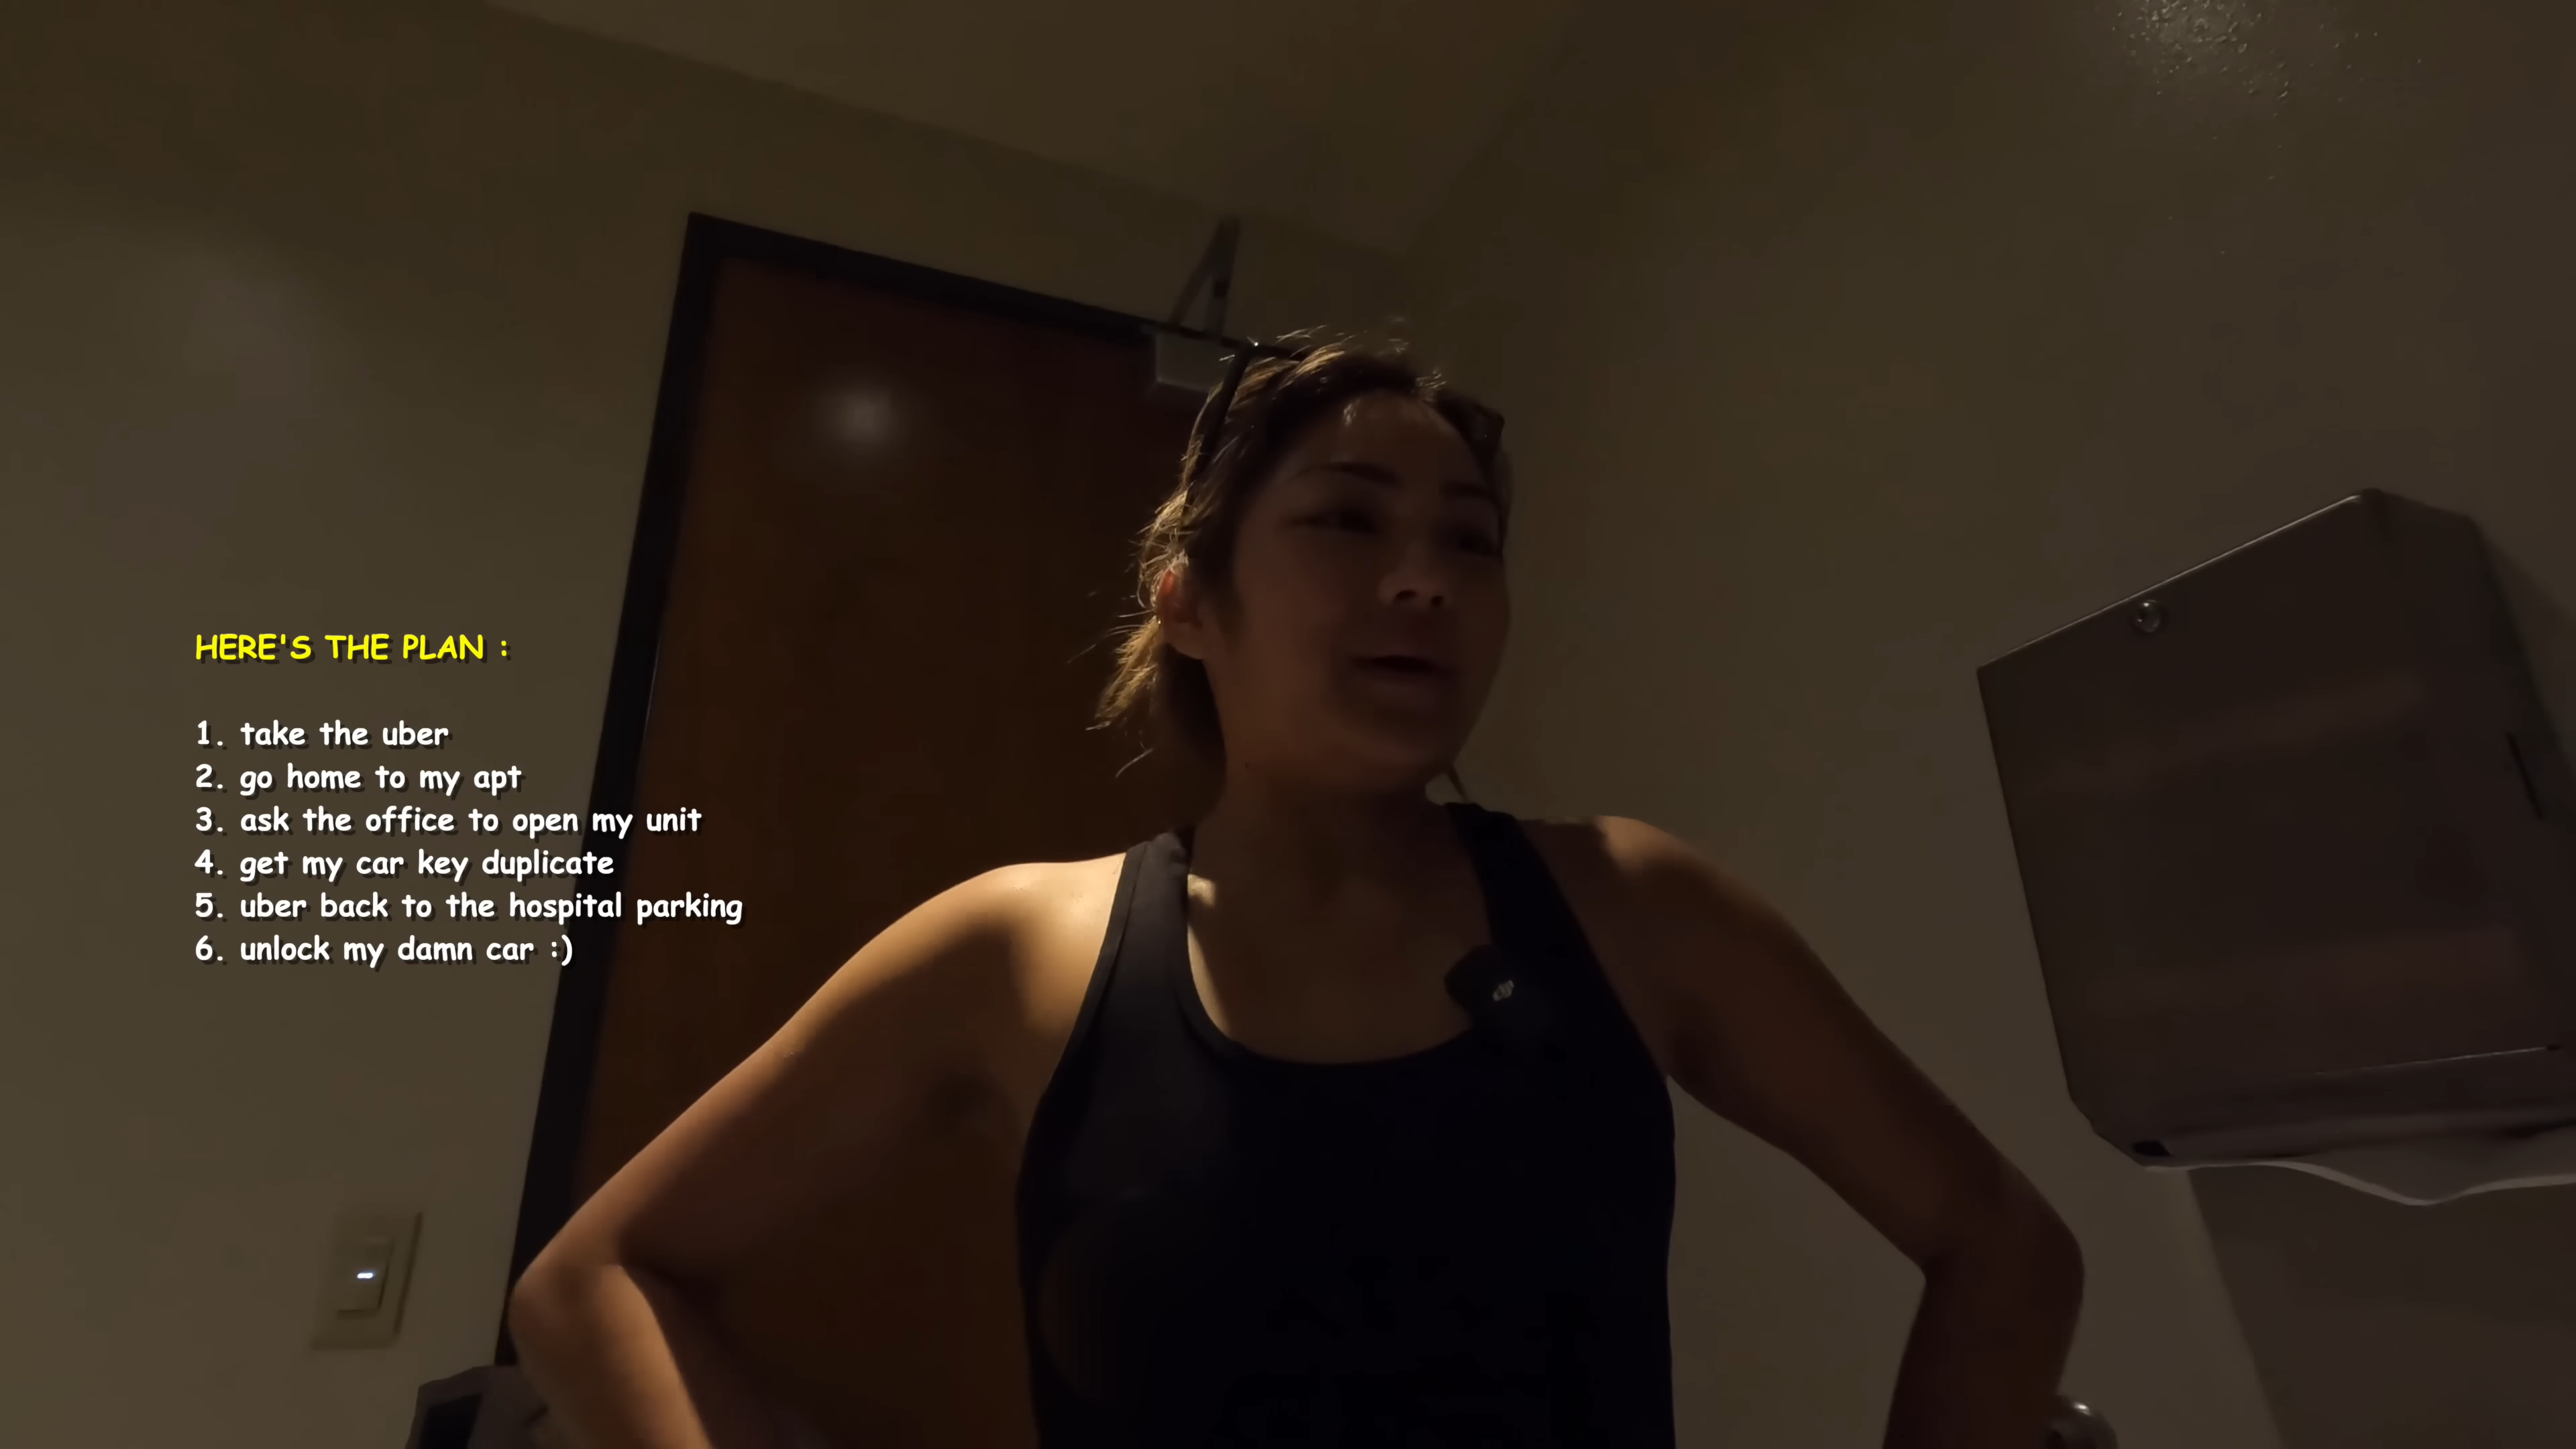 HERE'S THE PLAN :
1. take the uber
2. go home to my apt
3. ask the office to open my unit
4. get my car key duplicate
5. uber back to the hospital parking
6. unlock my damn car :)